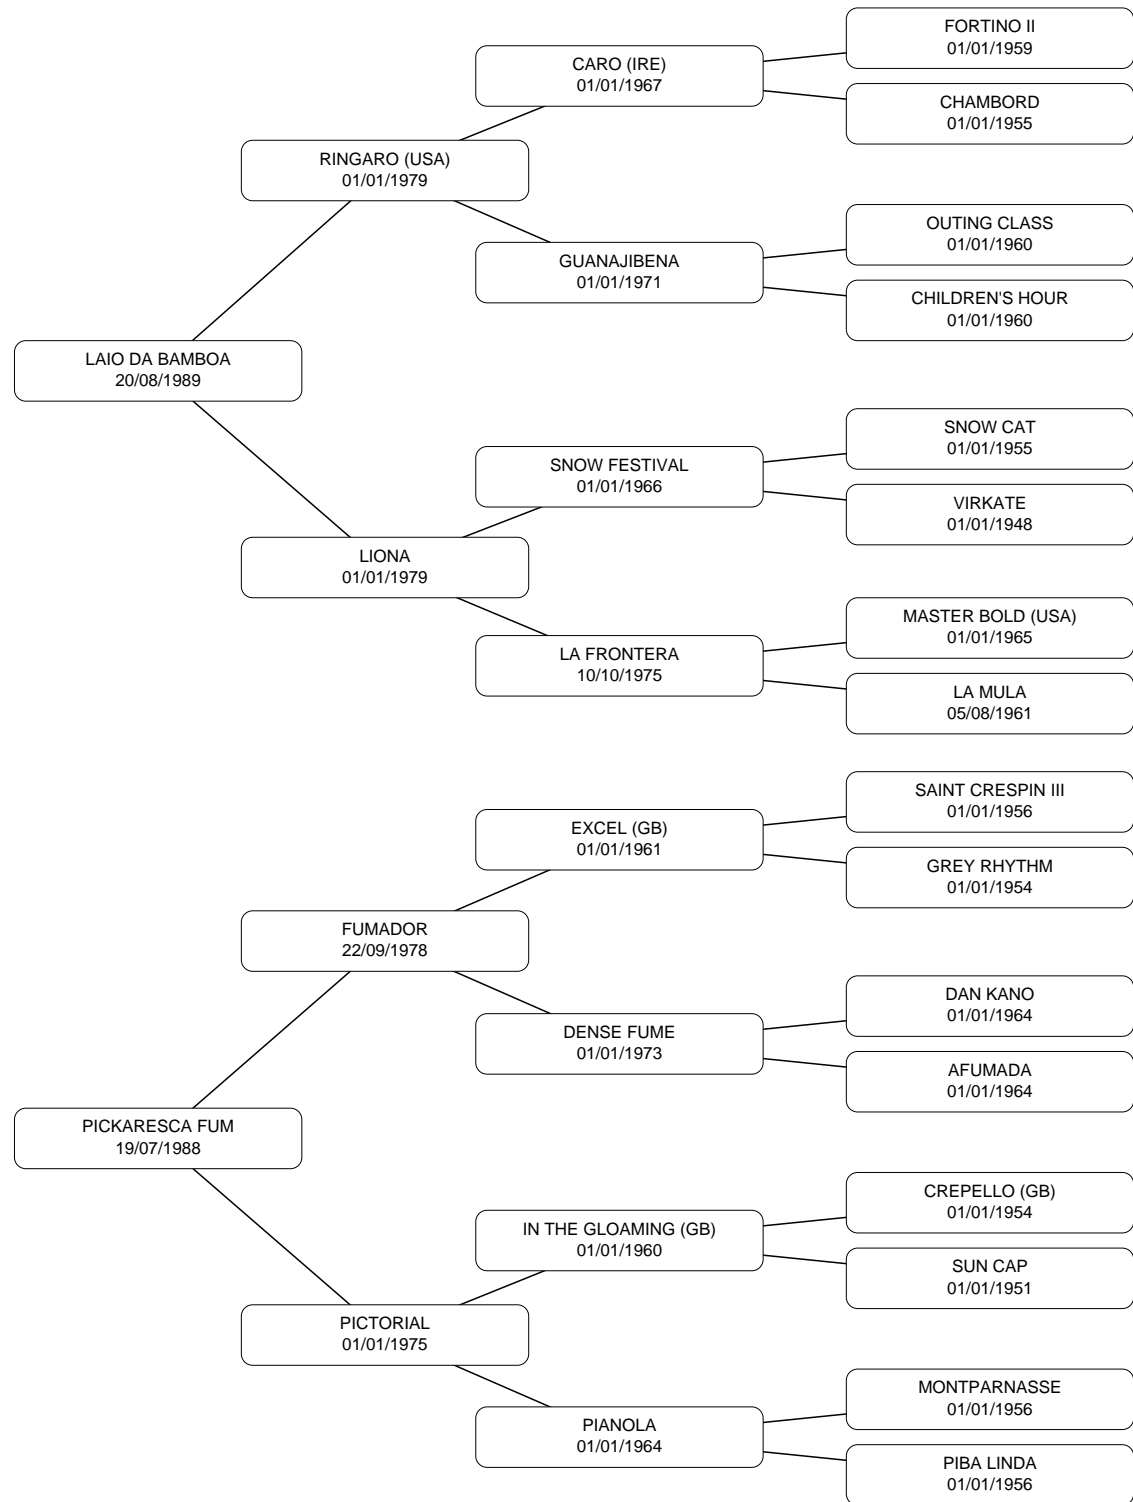 FORTINO II
01/01/1959
CARO (IRE)
01/01/1967
CHAMBORD
01/01/1955
RINGARO (USA)
01/01/1979
OUTING CLASS
01/01/1960
GUANAJIBENA
01/01/1971
CHILDREN'S HOUR
01/01/1960
LAIO DA BAMBOA
20/08/1989
SNOW CAT
01/01/1955
SNOW FESTIVAL
01/01/1966
VIRKATE
01/01/1948
LIONA
01/01/1979
MASTER BOLD (USA)
01/01/1965
LA FRONTERA
10/10/1975
LA MULA
05/08/1961
SAINT CRESPIN III
01/01/1956
EXCEL (GB)
01/01/1961
GREY RHYTHM
01/01/1954
FUMADOR
22/09/1978
DAN KANO
01/01/1964
DENSE FUME
01/01/1973
AFUMADA
01/01/1964
PICKARESCA FUM
19/07/1988
CREPELLO (GB)
01/01/1954
IN THE GLOAMING (GB)
01/01/1960
SUN CAP
01/01/1951
PICTORIAL
01/01/1975
MONTPARNASSE
01/01/1956
PIANOLA
01/01/1964
PIBA LINDA
01/01/1956